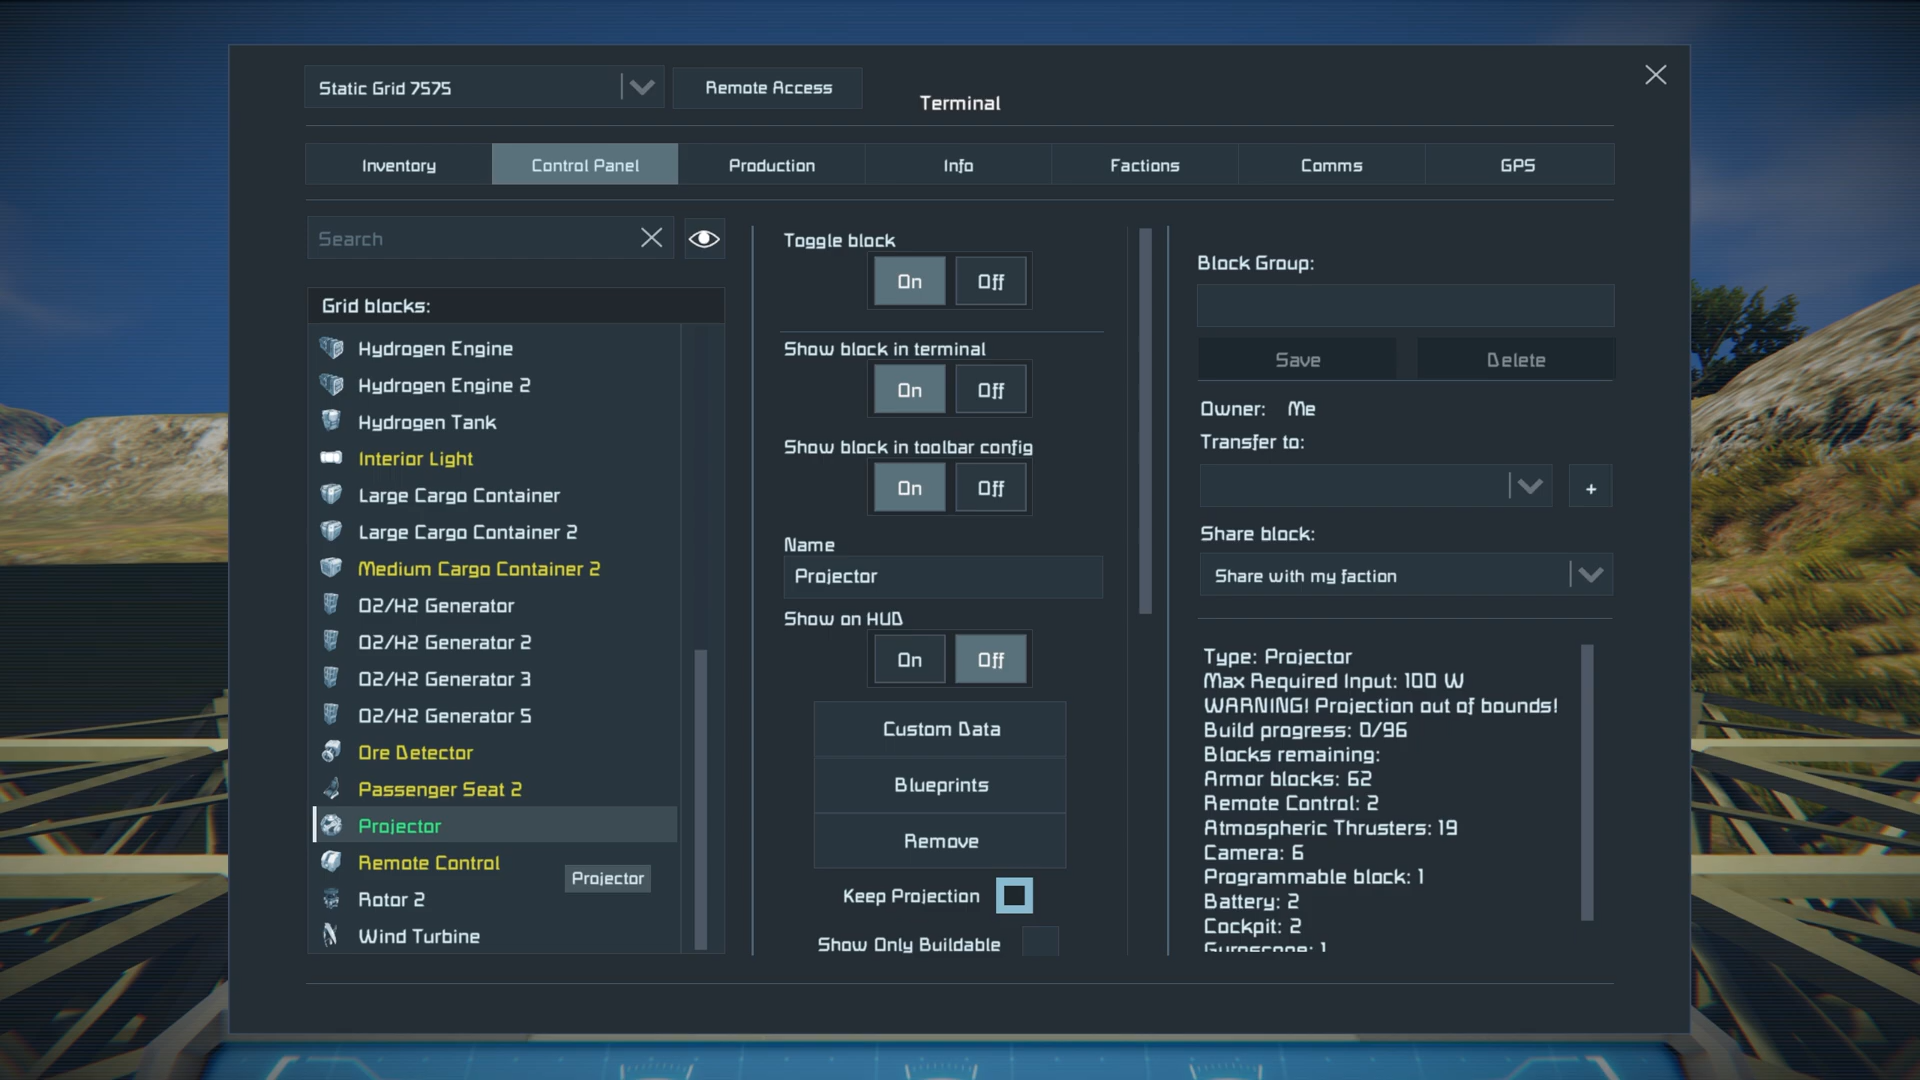 Static Grid 7575
Remote Access
Terminal
Inventory
Control Panel
Production
Info
Factions
Comms
GPS
Search
Grid blocks:
Hydrogen Engine
Hydrogen Engine 2
Hydrogen Tank
Interior Light
Large Cargo Container
Large Cargo Container 2
Medium Cargo Container 2
O2/H2 Generator
O2/H2 Generator 2
O2/H2 Generator 3
O2/H2 Generator 5
Ore Detector
Passenger Seat 2
Projector
Remote Control
Projector
Rotor 2
Wind Turbine
Toggle block
On
Off
Show block in terminal
On
Off
Show block in toolbar config
On
Off
Name
Projector
Show on HUD
On
Off
Custom Data
Blueprints
Remove
Keep Projection
Show Only Buildable
Block Group:
Save
Delete
Owner: Me
Transfer to:
+
Share block:
Share with my faction
Type: Projector
Max Required Input: 100 W
WARNING! Projection out of bounds!
Build progress: 0/96
Blocks remaining:
Armor blocks: 62
Remote Control: 2
Atmospheric Thrusters: 19
Camera: 6
Programmable block: 1
Battery: 2
Cockpit: 2
Gyroscope: 1